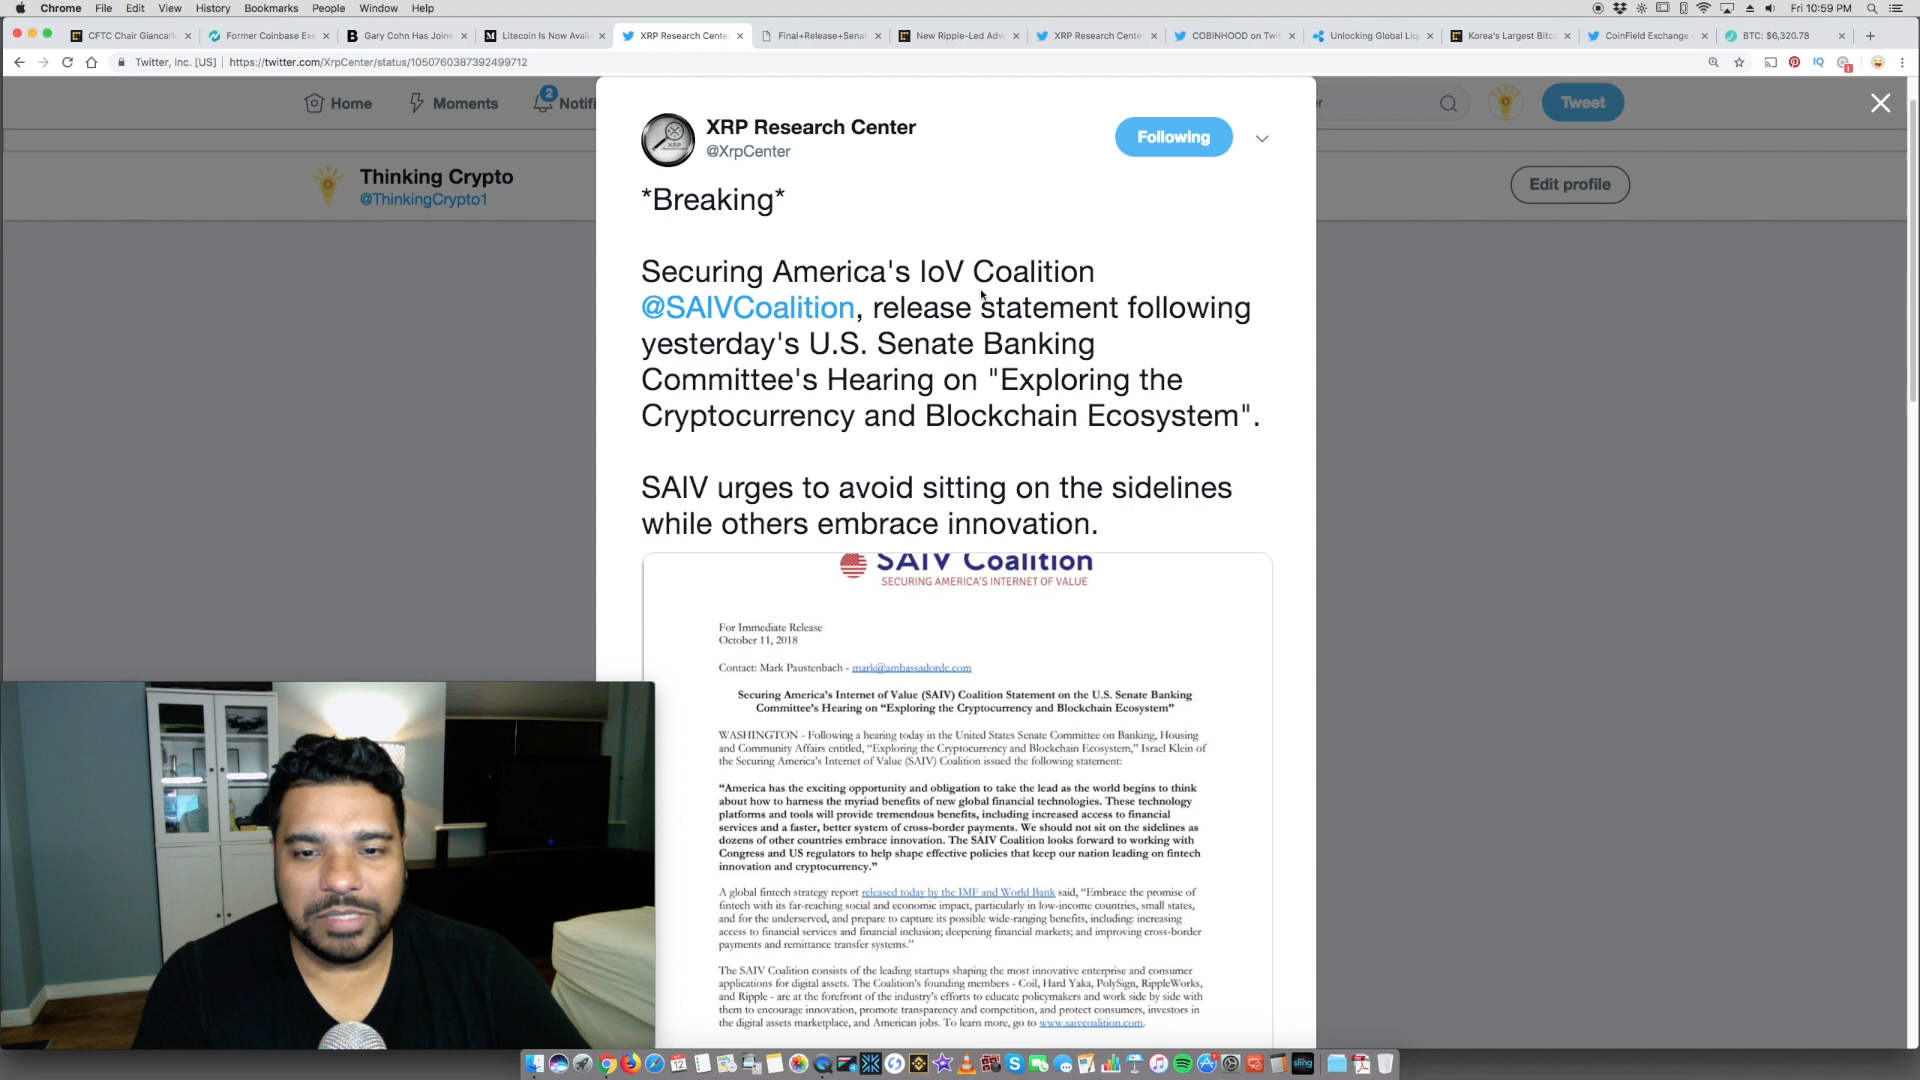 Chrome File Edit View History Bookmarks People Window Help Fri 10:59 PM
CFTC Chair Giancarlo Former Coinbase Exe Gary Cohn Has Joine Litecoin Is Now Avail XRP Research Center Final+Release+Senat New Ripple-Led Advo XRP Research Center COBINHOOD on Twit Unlocking Global Liq Korea's Largest Bitco CoinField Exchange BTC: $6,320.78
Twitter, Inc. [US] https://twitter.com/XrpCenter/status/1050760387392499712
Home Moments 2 Notifi er Tweet
XRP Research Center
@XrpCenter
Following
Thinking Crypto
@ThinkingCrypto1
Edit profile
*Breaking*
Securing America's IoV Coalition
@SAIVCoalition, release statement following
yesterday's U.S. Senate Banking
Committee's Hearing on "Exploring the
Cryptocurrency and Blockchain Ecosystem".
SAIV urges to avoid sitting on the sidelines
while others embrace innovation.
SAIV Coalition
SECURING AMERICA'S INTERNET OF VALUE
For Immediate Release
October 11, 2018
Contact: Mark Paustenbach - mark@ambassadordc.com
Securing America's Internet of Value (SAIV) Coalition Statement on the U.S. Senate Banking
Committee's Hearing on "Exploring the Cryptocurrency and Blockchain Ecosystem"
WASHINGTON - Following a hearing today in the United States Senate Committee on Banking, Housing
and Community Affairs entitled, "Exploring the Cryptocurrency and Blockchain Ecosystem," Israel Klein of
the Securing America's Internet of Value (SAIV) Coalition issued the following statement:
"America has the exciting opportunity and obligation to take the lead as the world begins to think
about how to harness the myriad benefits of new global financial technologies. These technology
platforms and tools will provide tremendous benefits, including increased access to financial
services and a faster, better system of cross-border payments. We should not sit on the sidelines as
dozens of other countries embrace innovation. The SAIV Coalition looks forward to working with
Congress and US regulators to help shape effective policies that keep our nation leading on fintech
innovation and cryptocurrency."
A global fintech strategy report released today by the IMF and World Bank said, "Embrace the promise of
fintech with its far-reaching social and economic impact, particularly in low-income countries, small states,
and for the underserved, and prepare to capture its possible wide-ranging benefits, including: increasing
access to financial services and financial inclusion; deepening financial markets; and improving cross-border
payments and remittance transfer systems."
The SAIV Coalition consists of the leading startups shaping the most innovative enterprise and consumer
applications for digital assets. The Coalition's founding members - Coil, Hard Yaka, PolySign, RippleWorks,
and Ripple - are at the forefront of the industry's efforts to educate policymakers and work side by side with
them to encourage innovation, promote transparency and competition, and protect consumers, investors in
the digital assets marketplace, and American jobs. To learn more, go to www.saivcoalition.com.
12
sling